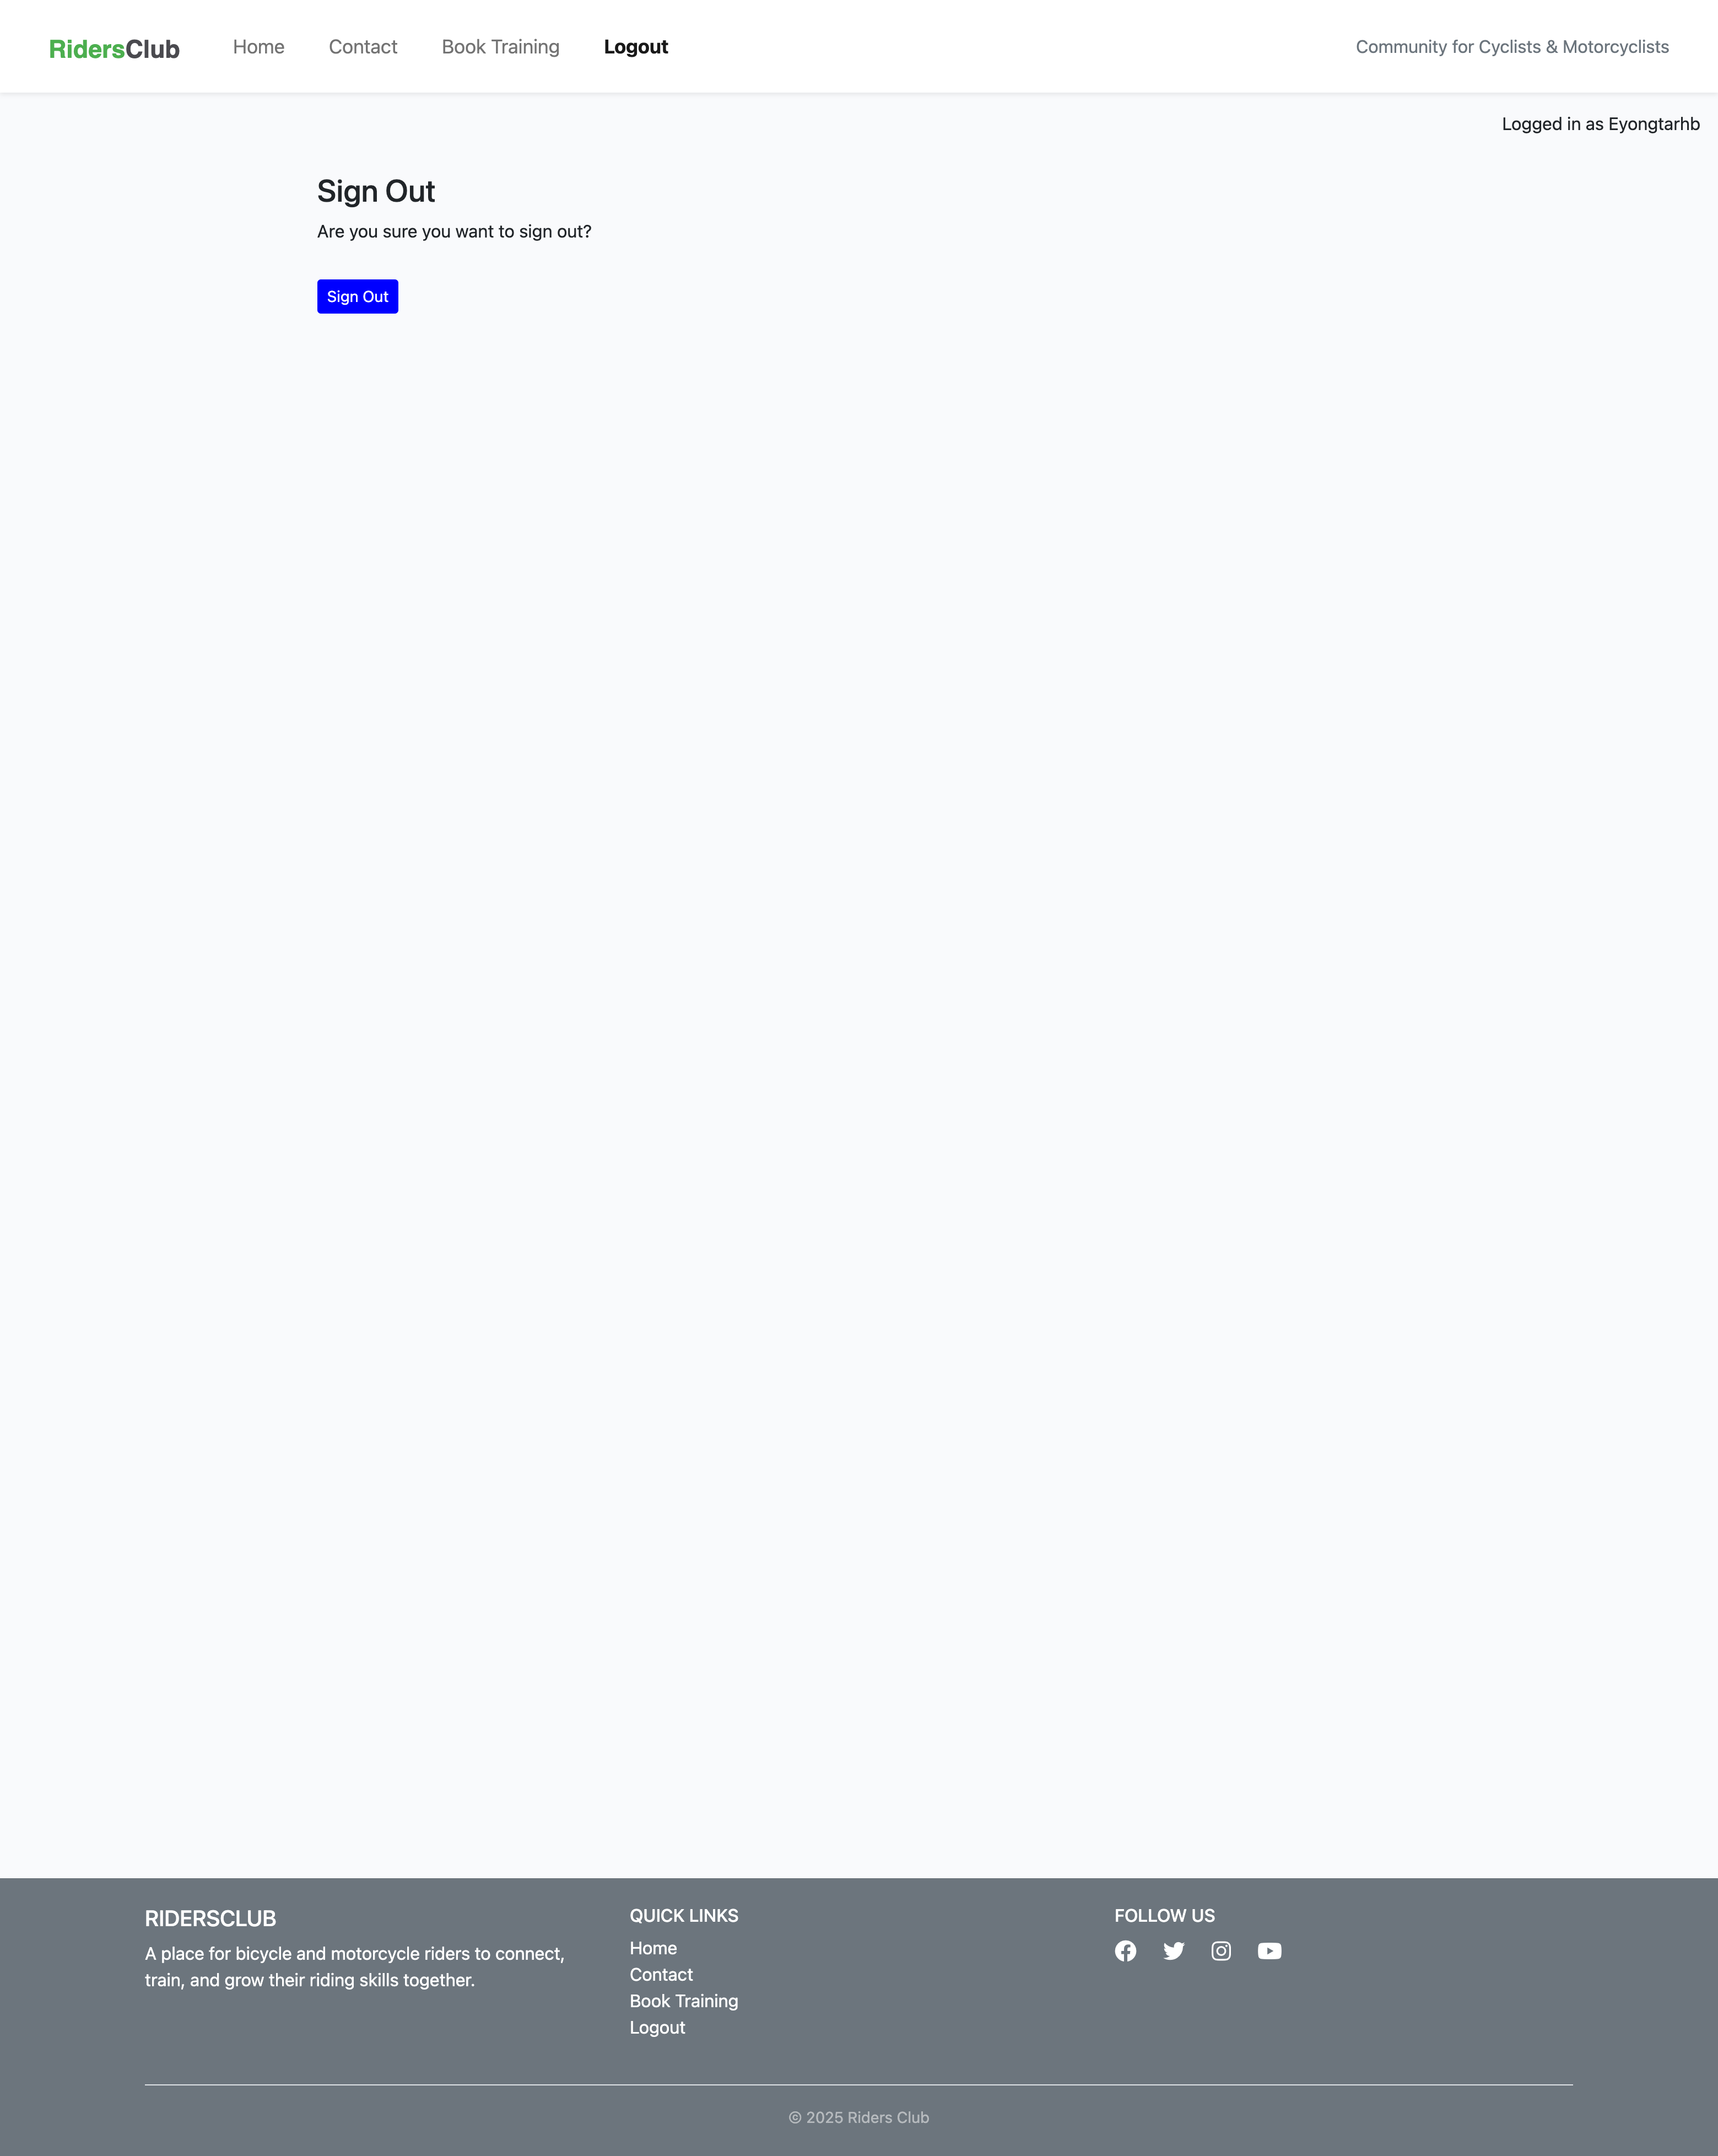 RidersClub Home Contact Book Training Logout Community for Cyclists & Motorcyclists
Logged in as Eyongtarhb
Sign Out
Are you sure you want to sign out?
Sign Out
RIDERSCLUB
A place for bicycle and motorcycle riders to connect,
train, and grow their riding skills together.
QUICK LINKS
Home
Contact
Book Training
Logout
FOLLOW US
© 2025 Riders Club